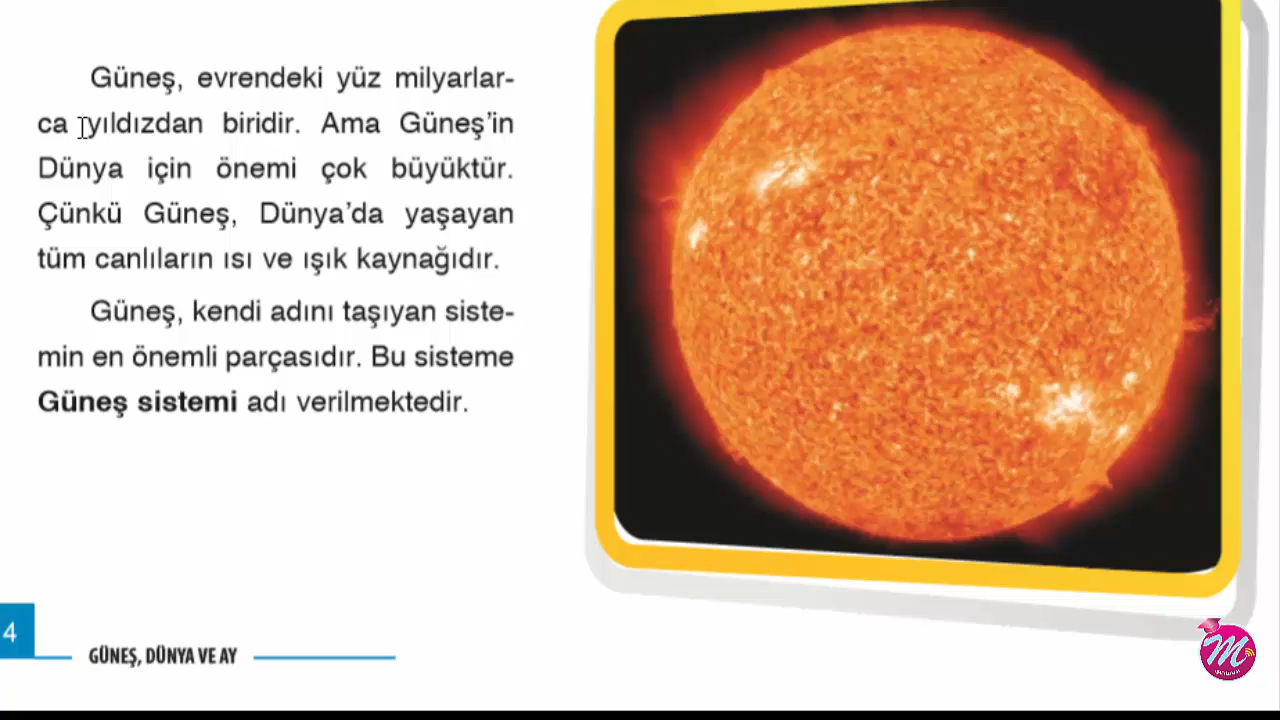 Güneş, evrendeki yüz milyarlar-
ca yıldızdan biridir. Ama Güneş’in
Dünya için önemi çok büyüktür.
Çünkü Güneş, Dünya’da yaşayan
tüm canlıların ısı ve ışık kaynağıdır.
Güneş, kendi adını taşıyan siste-
min en önemli parçasıdır. Bu sisteme
Güneş sistemi adı verilmektedir.
4
GÜNEŞ, DÜNYA VE AY
M